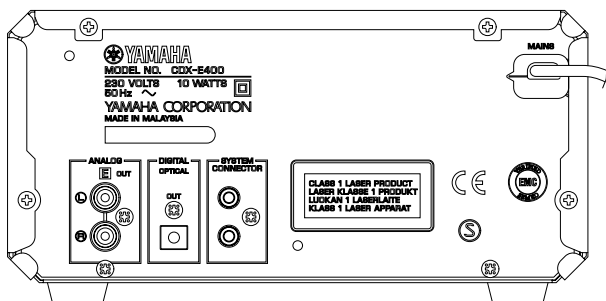 YAMAHA
MODEL NO. CDX-E400
230 VOLTS 10 WATTS
50Hz
YAMAHA CORPORATION
MADE IN MALAYSIA
MAINS
ANALOG
E OUT
L
R
DIGITAL
OPTICAL
OUT
SYSTEM
CONNECTOR
CLASS 1 LASER PRODUCT
LASER KLASSE 1 PRODUKT
LUOKAN 1 LASERLAITE
KLASS 1 LASER APPARAT
CE
EMC
S